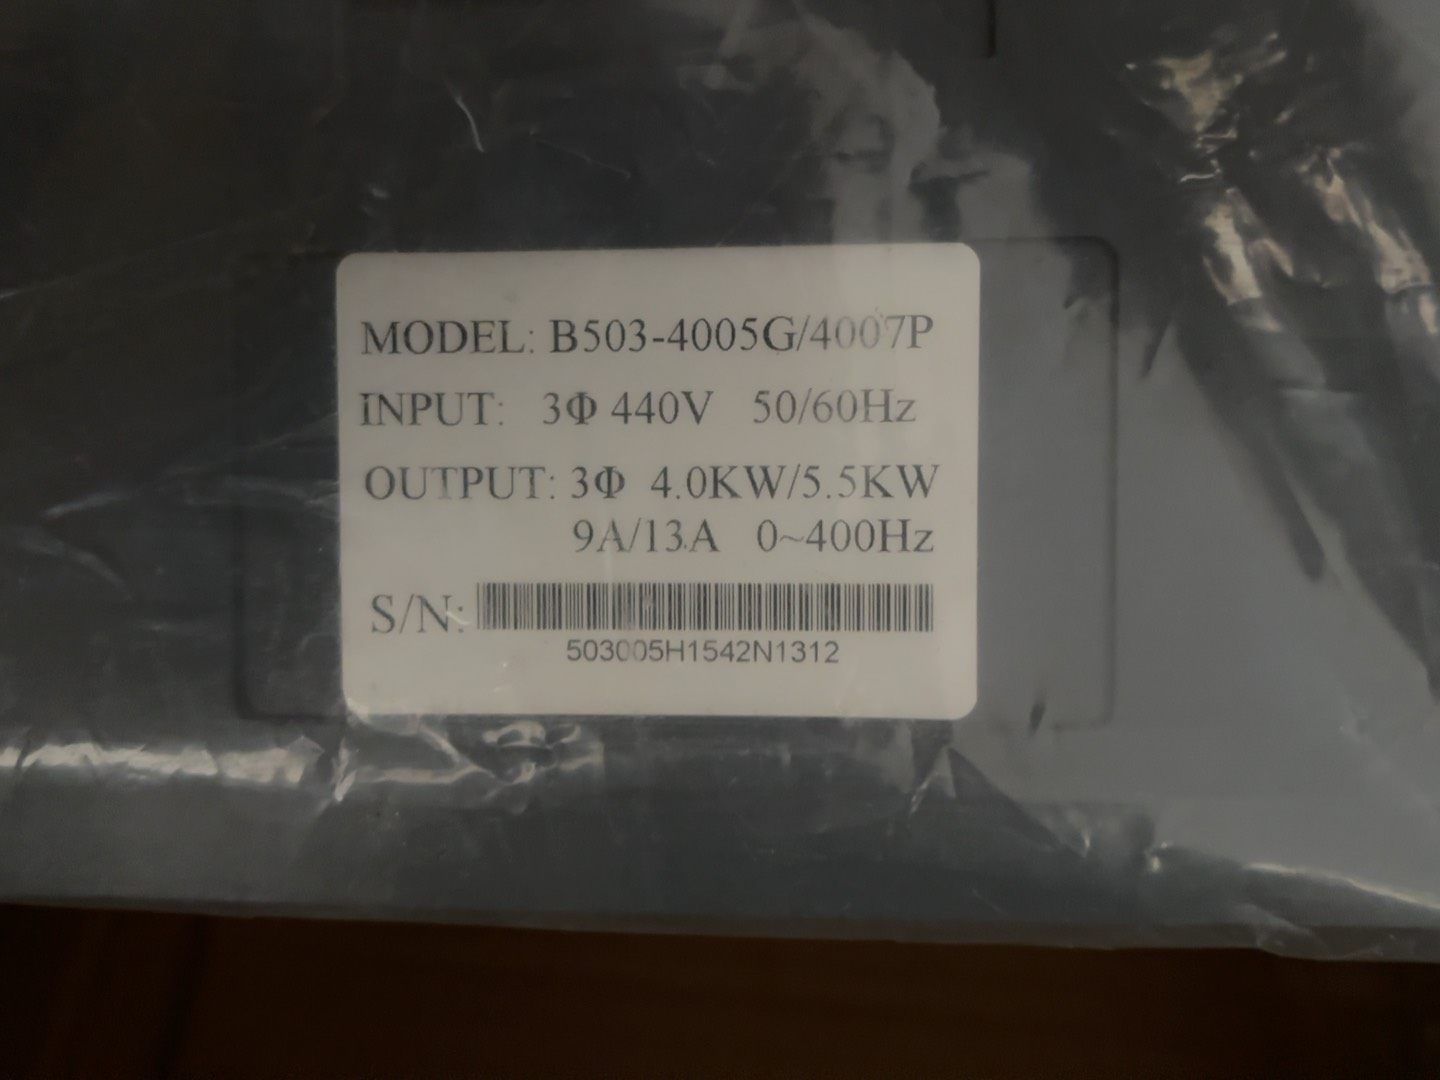 MODEL: B503-4005G/4007P
INPUT: 3Φ 440V 50/60Hz
OUTPUT: 3Φ 4.0KW/5.5KW
9A/13A 0~400Hz
S/N:
503005H1542N1312